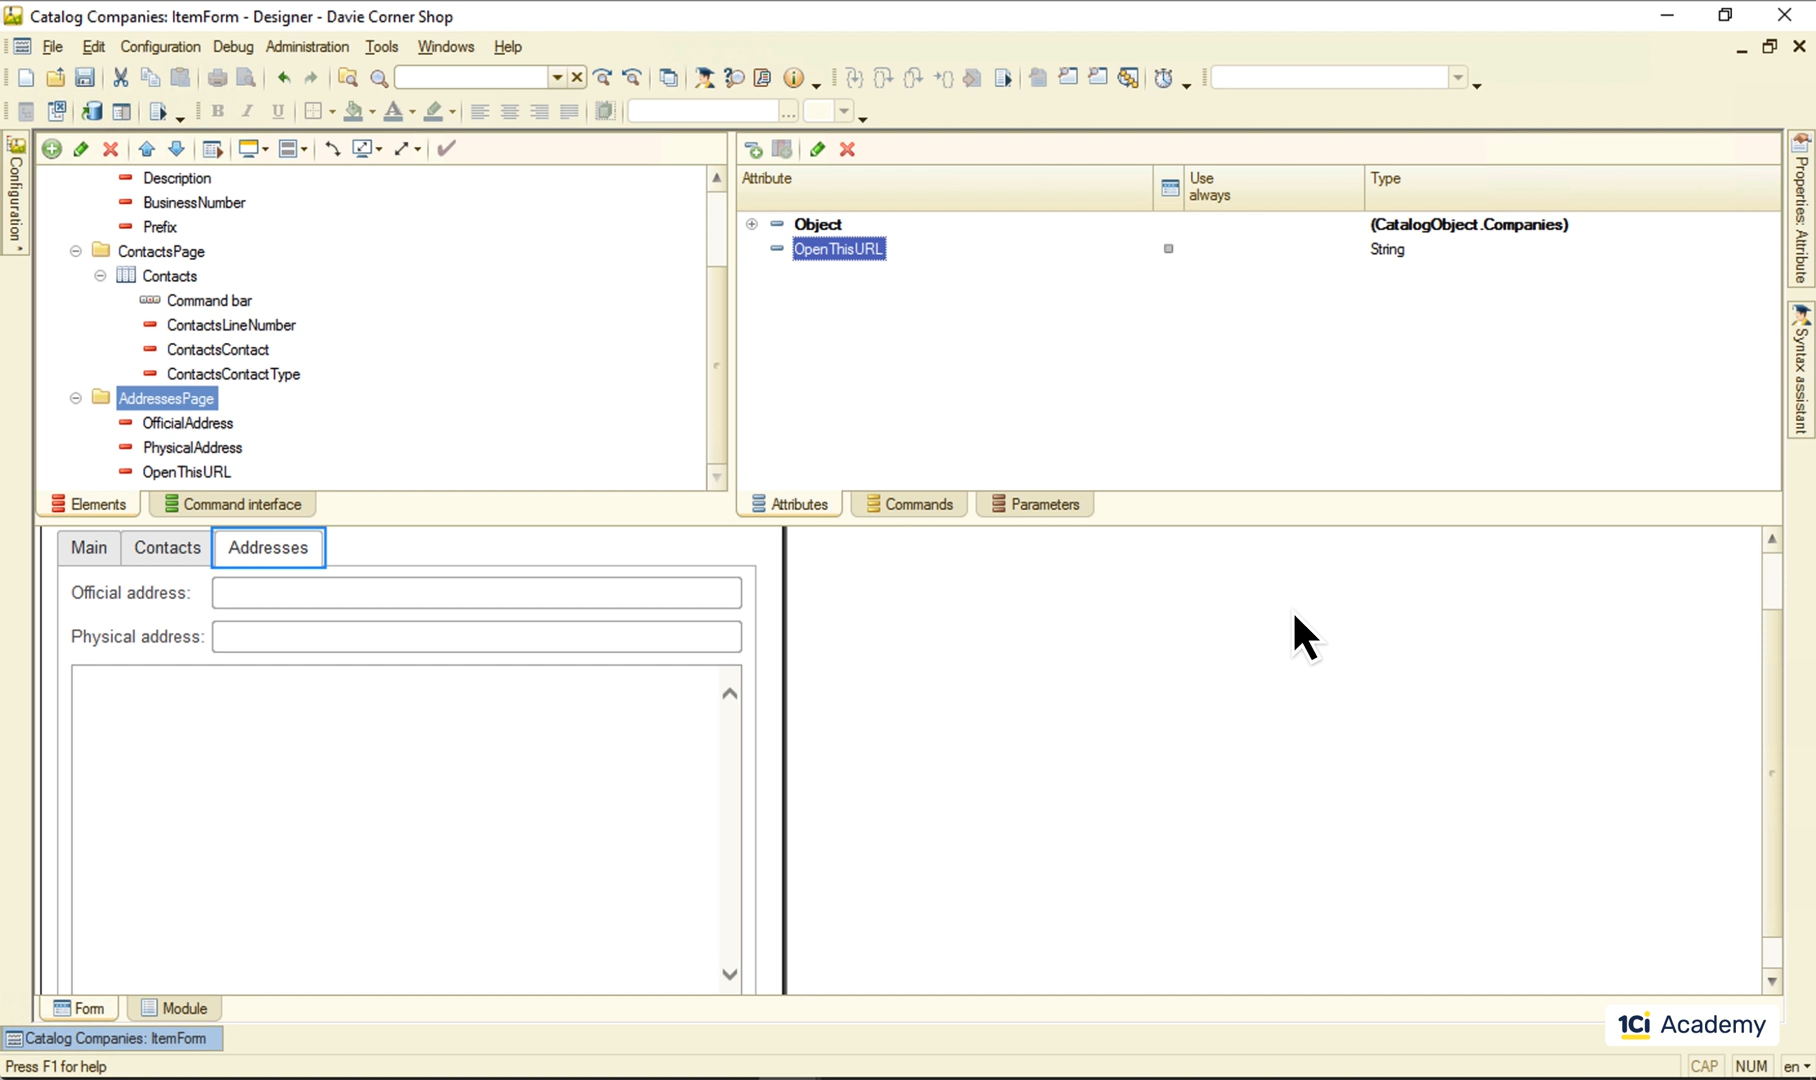 Catalog Companies: ItemForm - Designer - Davie Corner Shop
File Edit Configuration Debug Administration Tools Windows Help
B I U
Configuration
Description
BusinessNumber
Prefix
ContactsPage
Contacts
Command bar
ContactsLineNumber
ContactsContact
ContactsContactType
AddressesPage
OfficialAddress
PhysicalAddress
OpenThisURL
Elements Command interface
Attribute Use always Type
Object (CatalogObject.Companies)
OpenThisURL String
Attributes Commands Parameters
Properties: Attribute
Syntax assistant
Main Contacts Addresses
Official address:
Physical address:
Form Module
Catalog Companies: ItemForm
1Ci Academy
Press F1 for help
CAP NUM en